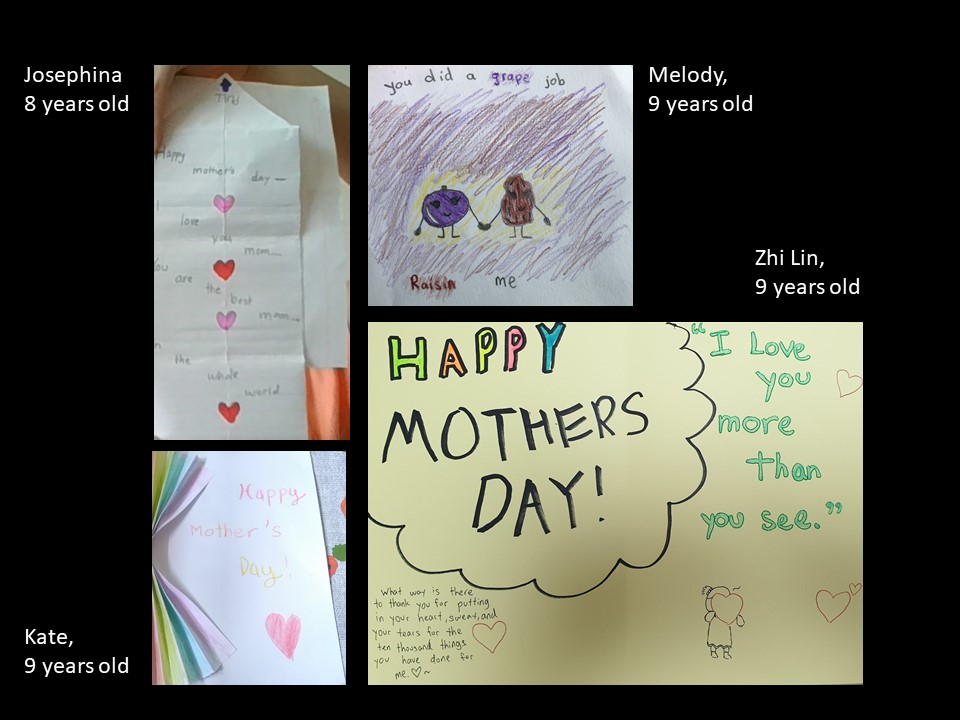 Josephina
8 years old
Happy
mother's
day
I
love
you
mom....
You
are
the
best
mom....
the
whole
world....
you did a grape job
Raisin me
Melody,
9 years old
Zhi Lin,
9 years old
HAPPY
MOTHERS
DAY!
"I Love
you
more
than
you see."
What way is there
to thank you for putting
in your heart, sweat, and
your tears for the
ten thousand things
you have done for
me. ♡~
Happy
Mother's
Day!
Kate,
9 years old